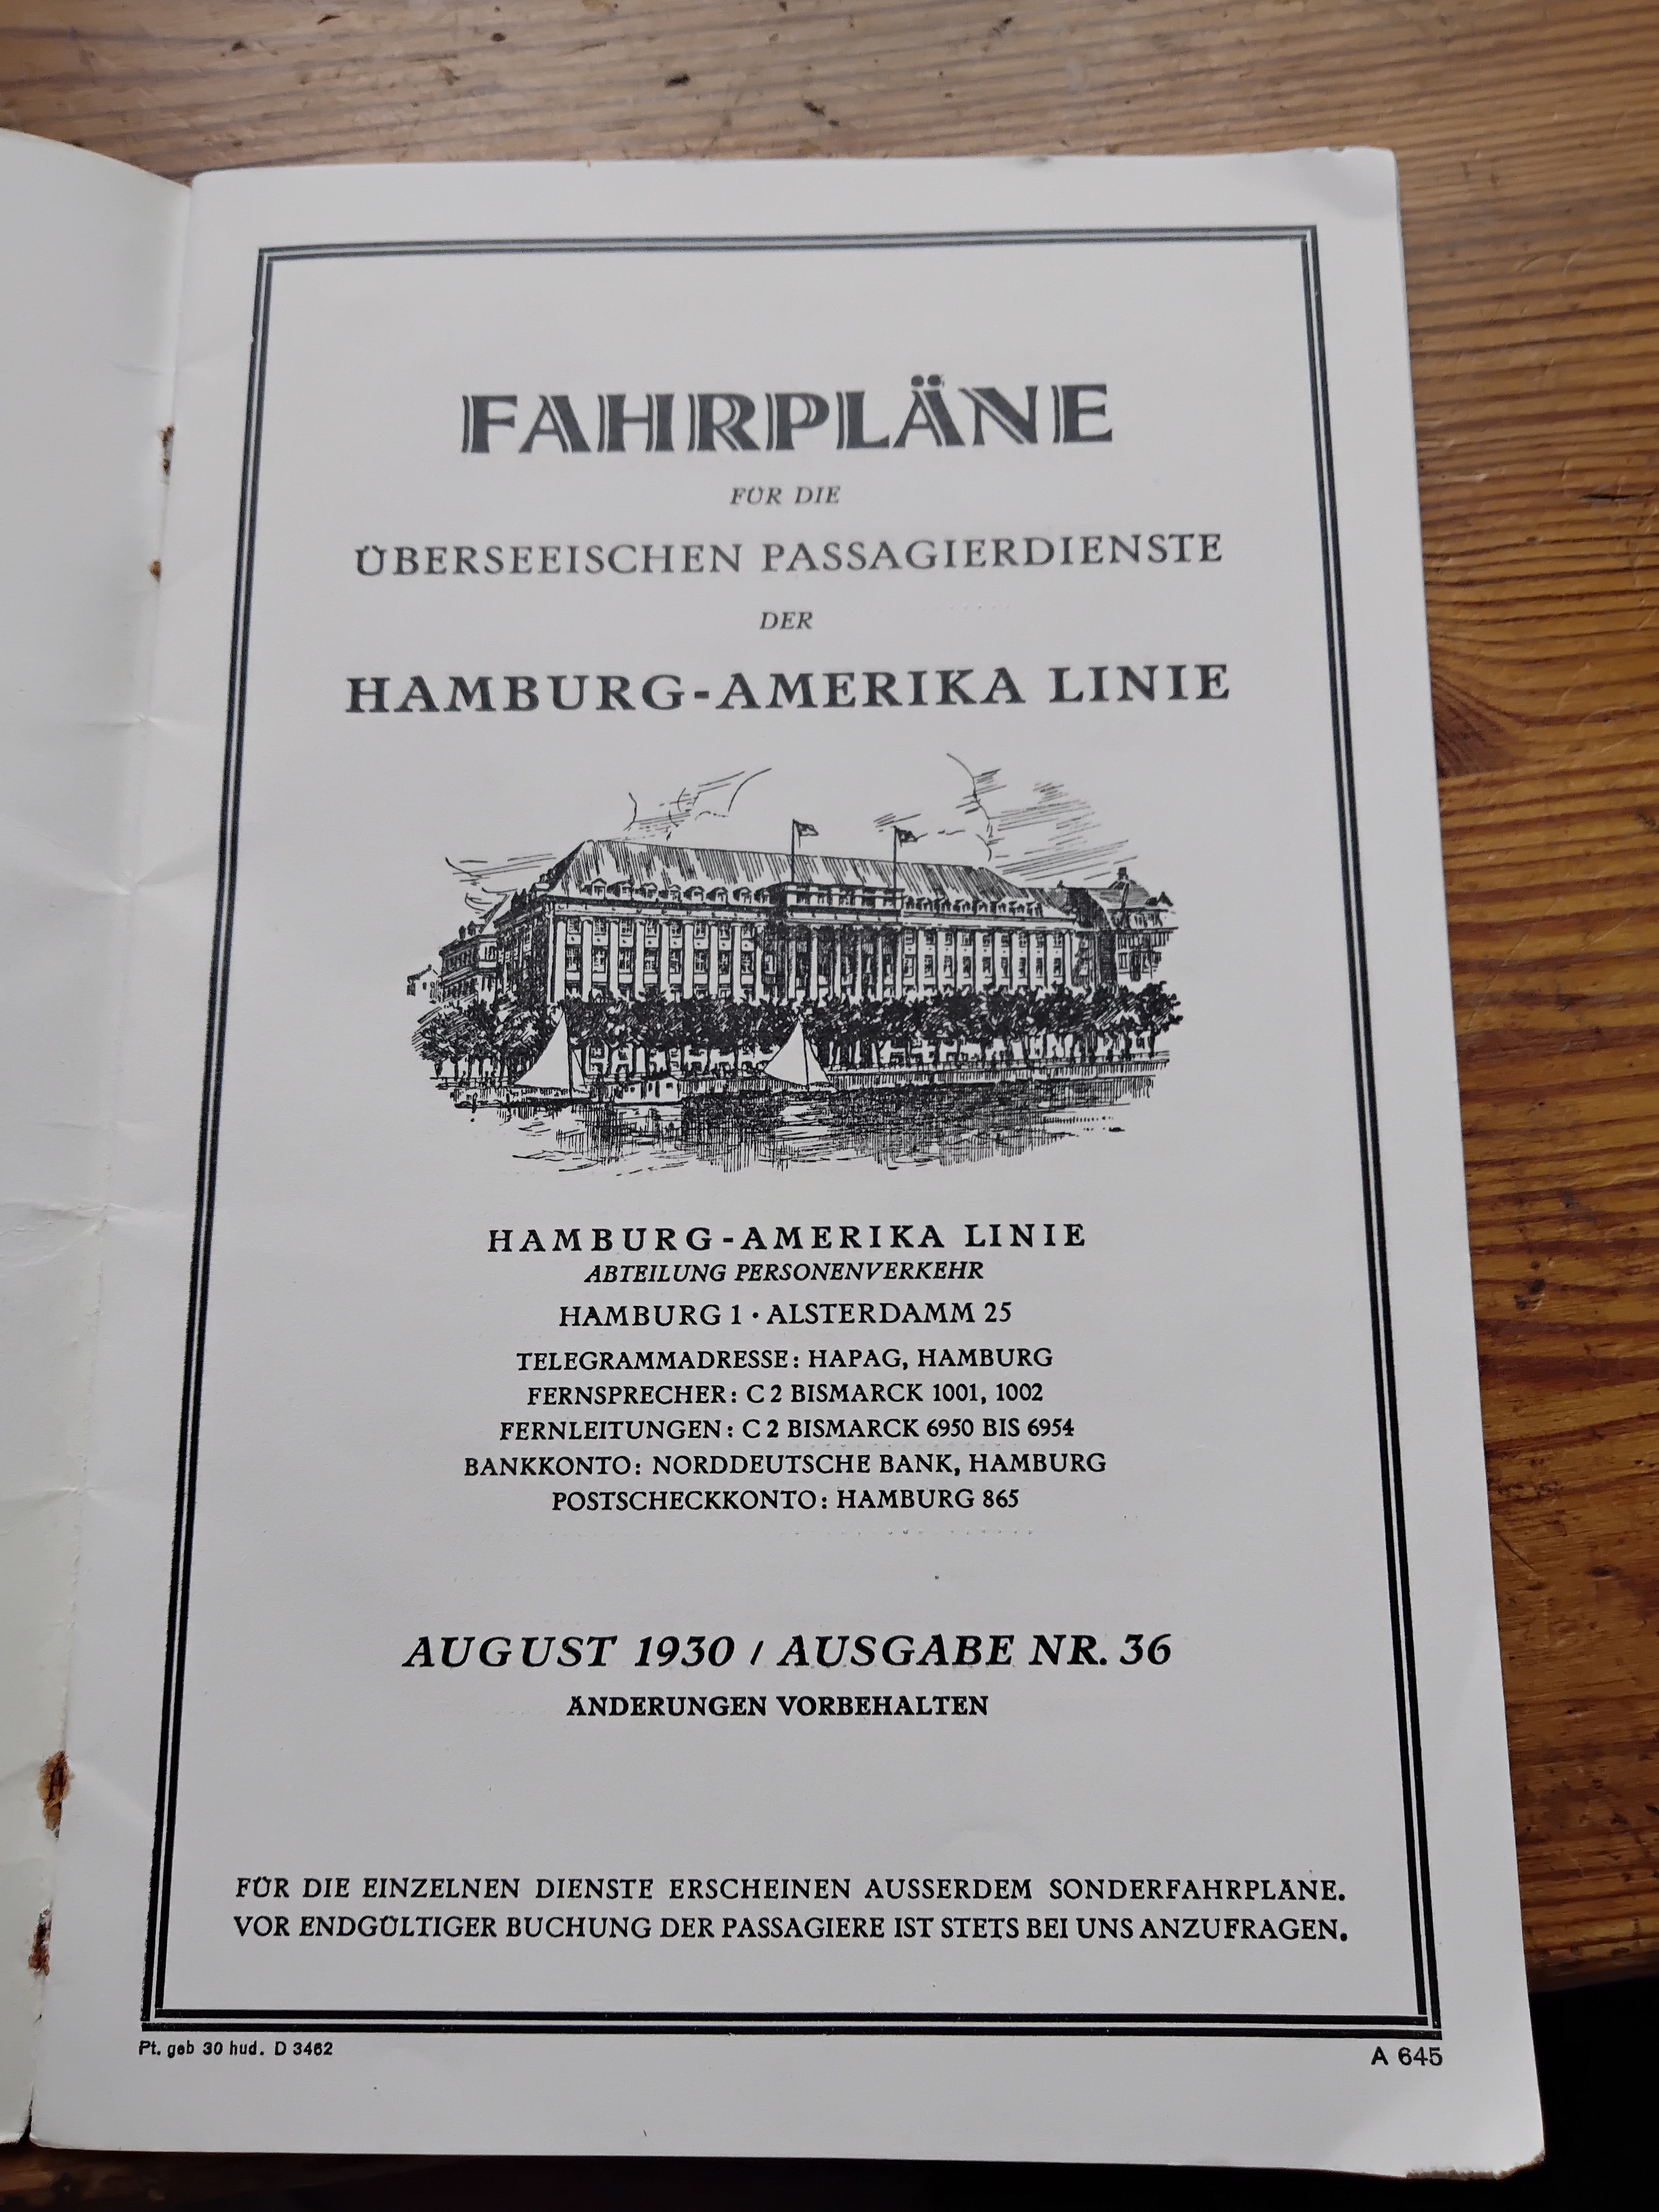 FAHRPLÄNE
FÜR DIE
ÜBERSEEISCHEN PASSAGIERDIENSTE
DER
HAMBURG-AMERIKA LINIE
HAMBURG-AMERIKA LINIE
ABTEILUNG PERSONENVERKEHR
HAMBURG 1 · ALSTERDAMM 25
TELEGRAMMADRESSE: HAPAG, HAMBURG
FERNSPRECHER: C 2 BISMARCK 1001, 1002
FERNLEITUNGEN: C 2 BISMARCK 6950 BIS 6954
BANKKONTO: NORDDEUTSCHE BANK, HAMBURG
POSTSCHECKKONTO: HAMBURG 865
AUGUST 1930 / AUSGABE NR. 36
ÄNDERUNGEN VORBEHALTEN
FÜR DIE EINZELNEN DIENSTE ERSCHEINEN AUSSERDEM SONDERFAHRPLÄNE.
VOR ENDGÜLTIGER BUCHUNG DER PASSAGIERE IST STETS BEI UNS ANZUFRAGEN.
Pt. geb 30 hud. D 3462
A 645